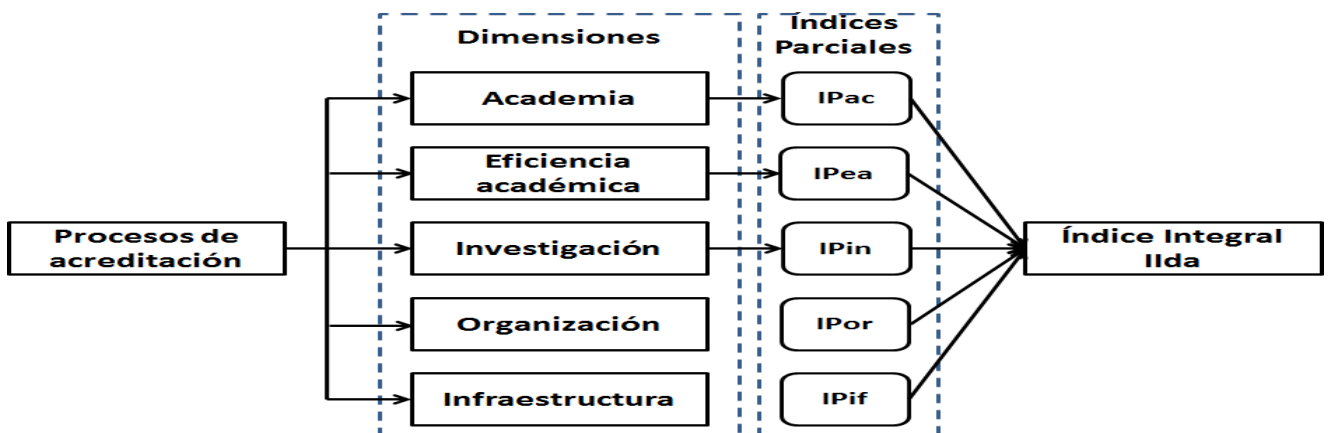 Dimensiones
Índices
Parciales
Academia
IPac
Eficiencia
académica
IPea
Procesos de
acreditación
Investigación
IPin
Índice Integral
IIda
Organización
IPor
Infraestructura
IPif